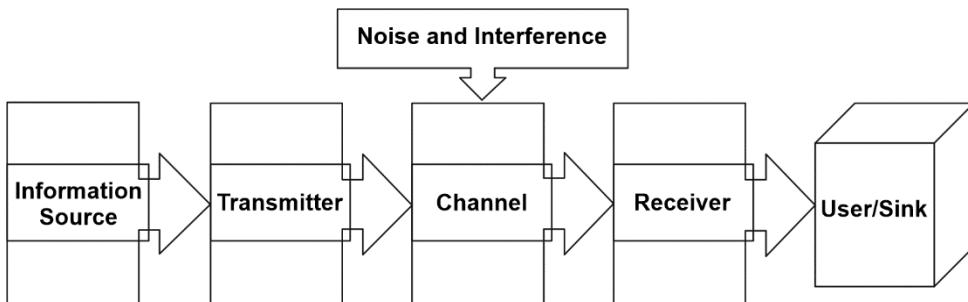 Noise and Interference
Information
Source
Transmitter
Channel
Receiver
User/Sink